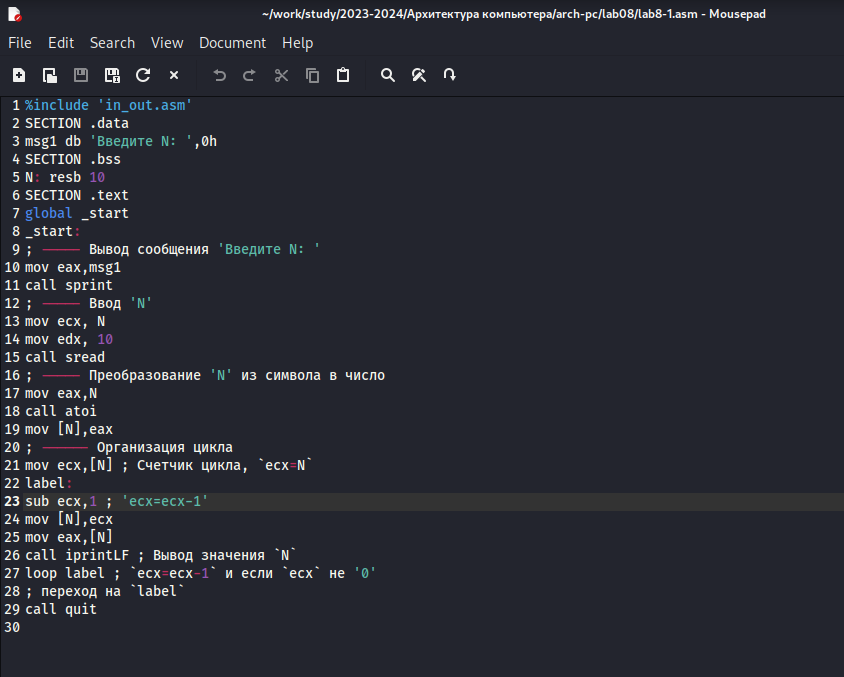 ~/work/study/2023-2024/Архитектура компьютера/arch-pc/lab08/lab8-1.asm - Mousepad
File Edit Search View Document Help
1 %include 'in_out.asm'
2 SECTION .data
3 msg1 db 'Введите N: ',0h
4 SECTION .bss
5 N: resb 10
6 SECTION .text
7 global _start
8 _start:
9 ; ----- Вывод сообщения 'Введите N: '
10 mov eax,msg1
11 call sprint
12 ; ----- Ввод 'N'
13 mov ecx, N
14 mov edx, 10
15 call sread
16 ; ----- Преобразование 'N' из символа в число
17 mov eax,N
18 call atoi
19 mov [N],eax
20 ; ------ Организация цикла
21 mov ecx,[N] ; Счетчик цикла, `ecx=N`
22 label:
23 sub ecx,1 ; 'ecx=ecx-1'
24 mov [N],ecx
25 mov eax,[N]
26 call iprintLF ; Вывод значения `N`
27 loop label ; `ecx=ecx-1` и если `ecx` не '0'
28 ; переход на `label`
29 call quit
30